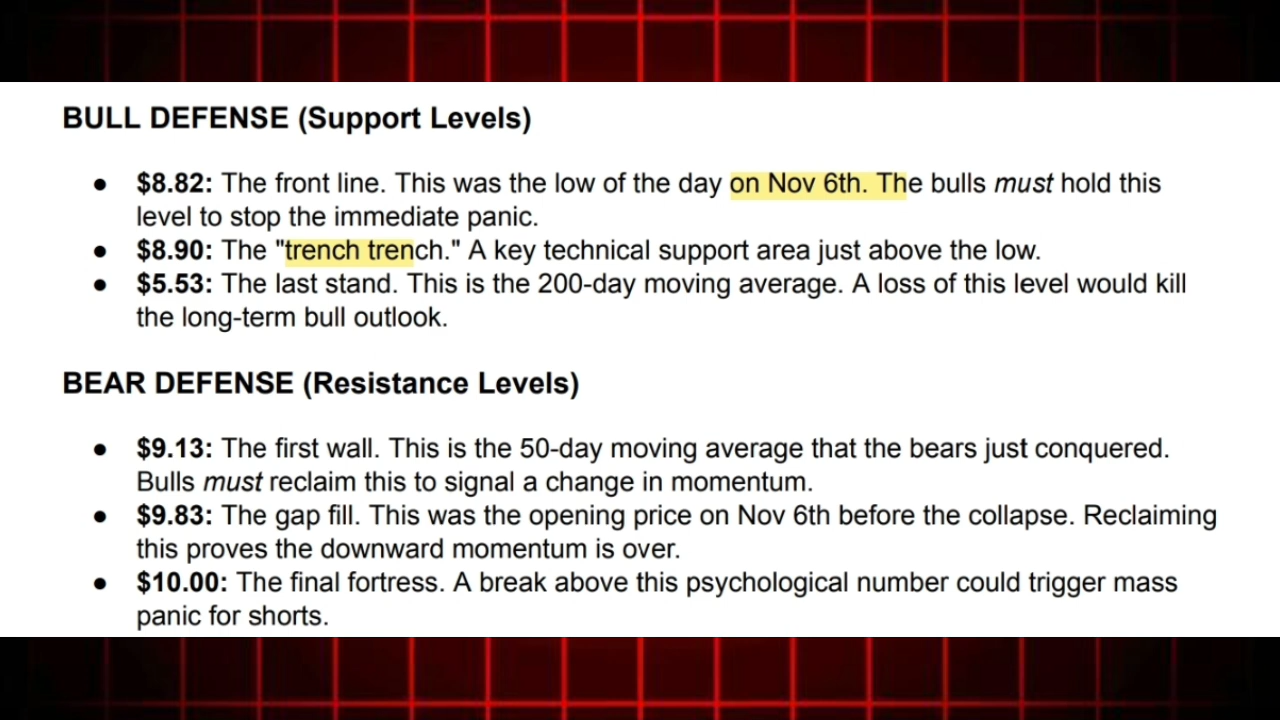 BULL DEFENSE (Support Levels)
● $8.82: The front line. This was the low of the day on Nov 6th. The bulls must hold this
level to stop the immediate panic.
● $8.90: The "trench trench." A key technical support area just above the low.
● $5.53: The last stand. This is the 200-day moving average. A loss of this level would kill
the long-term bull outlook.
BEAR DEFENSE (Resistance Levels)
● $9.13: The first wall. This is the 50-day moving average that the bears just conquered.
Bulls must reclaim this to signal a change in momentum.
● $9.83: The gap fill. This was the opening price on Nov 6th before the collapse. Reclaiming
this proves the downward momentum is over.
● $10.00: The final fortress. A break above this psychological number could trigger mass
panic for shorts.